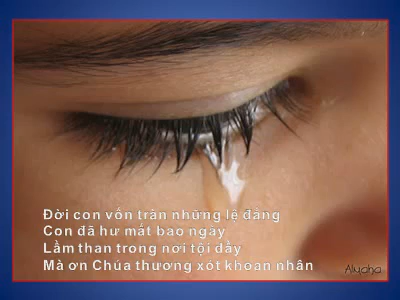 Đời con vốn tràn những lệ đắng
Con đã hư mất bao ngày
Lầm than trong nơi tội đầy
Mà ơn Chúa thương xót khoan nhân